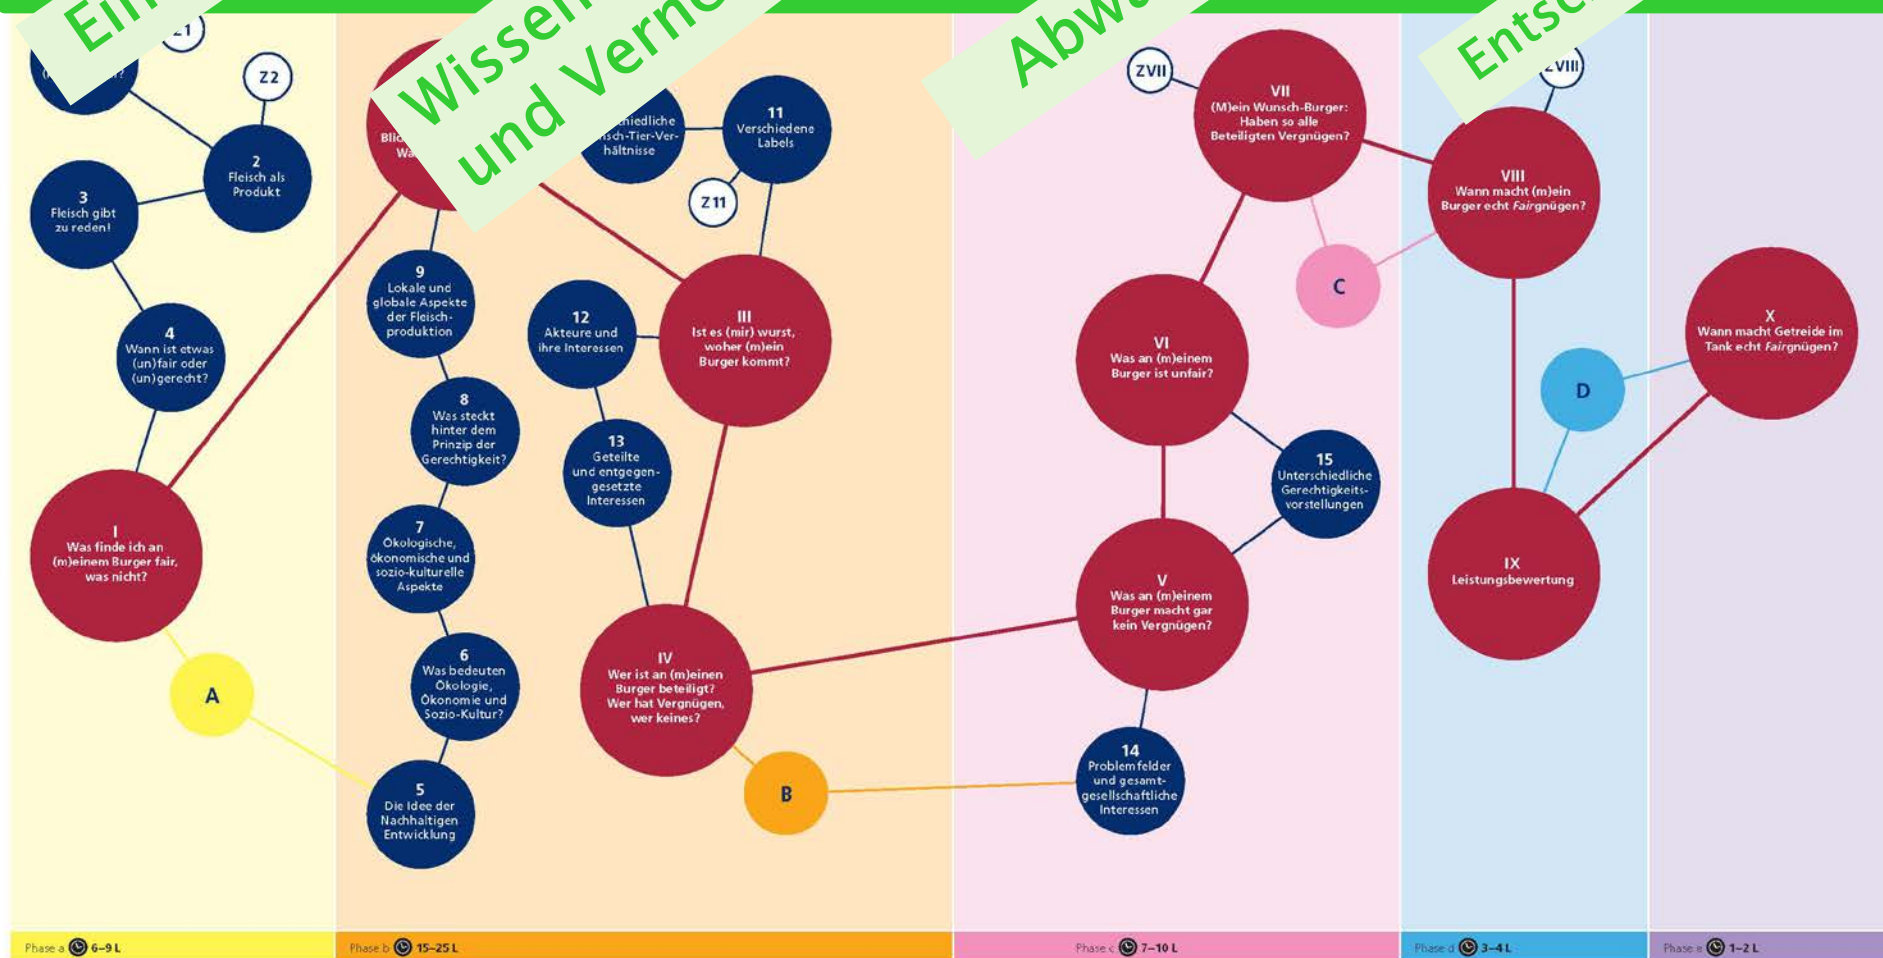 Wissen
und
Z1
Z2
2
Fleisch als
Produkt
3
Fleisch gibt
zu reden!
4
Wann ist etwas
(un)fair oder
(un)gerecht?
I
Was finde ich an
(m)einem Burger fair,
was nicht?
A
9
Lokale und
globale Aspekte
der Fleisch-
produktion
8
Was steckt
hinter dem
Prinzip der
Gerechtigkeit?
7
Ökologische,
ökonomische und
sozio-kulturelle
Aspekte
6
Was bedeuten
Ökologie,
Ökonomie und
Sozio-Kultur?
5
Die Idee der
Nachhaltigen
Entwicklung
hältnisse
11
Verschiedene
Labels
Z11
12
Akteure und
ihre Interessen
III
Ist es (mir) wurst,
woher (m)ein
Burger kommt?
13
Geteilte
und entgegen-
gesetzte
Interessen
IV
Wer ist an (m)einen
Burger beteiligt?
Wer hat Vergnügen,
wer keines?
B
ZVII
VII
(M)ein Wunsch-Burger:
Haben so alle
Beteiligten Vergnügen?
C
VI
Was an (m)einem
Burger ist unfair?
15
Unterschiedliche
Gerechtigkeits-
vorstellungen
V
Was an (m)einem
Burger macht gar
kein Vergnügen?
14
Problemfelder
und gesamt-
gesellschaftliche
Interessen
ZVIII
VIII
Wann macht (m)ein
Burger echt Fairgnügen?
D
IX
Leistungsbewertung
X
Wann macht Getreide im
Tank echt Fairgnügen?
Phase a 6–9 L
Phase b 15–25 L
Phase c 7–10 L
Phase d 3–4 L
Phase e 1–2 L